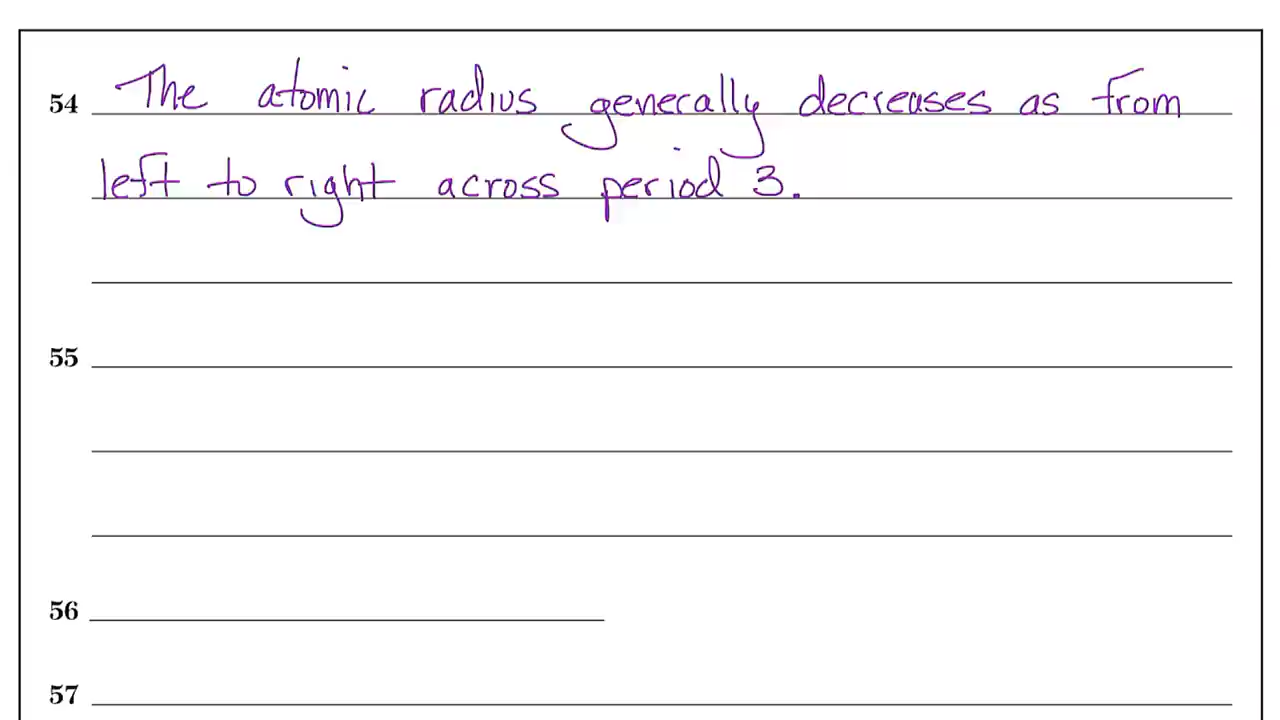 54 The atomic radius generally decreases as from
left to right across period 3.
55
56
57